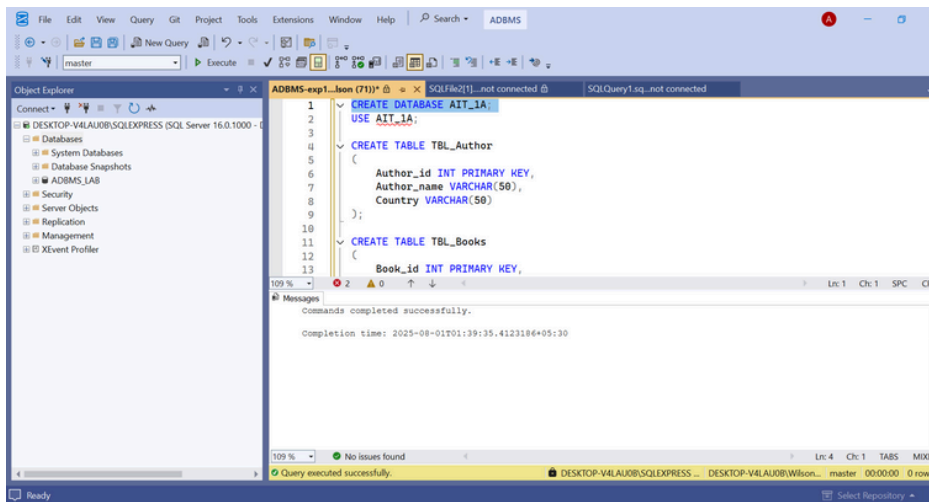 File Edit View Query Git Project Tools Extensions Window Help Search ADBMS A
New Query
master Execute
Object Explorer
Connect
DESKTOP-V4LAU0B\SQLEXPRESS (SQL Server 16.0.1000 - 
Databases
System Databases
Database Snapshots
ADBMS_LAB
Security
Server Objects
Replication
Management
XEvent Profiler
ADBMS-exp1...lson (71))* SQLFile2[1]....not connected SQLQuery1.sq...not connected
1 CREATE DATABASE AIT_1A;
2 USE AIT_1A;
3
4 CREATE TABLE TBL_Author
5 (
6 Author_id INT PRIMARY KEY,
7 Author_name VARCHAR(50),
8 Country VARCHAR(50)
9 );
10
11 CREATE TABLE TBL_Books
12 (
13 Book_id INT PRIMARY KEY,
109 % 2 0 Ln: 1 Ch: 1 SPC
Messages
Commands completed successfully.
Completion time: 2025-08-01T01:39:35.4123186+05:30
109 % No issues found Ln: 4 Ch: 1 TABS MIX
Query executed successfully. DESKTOP-V4LAU0B\SQLEXPRESS ... DESKTOP-V4LAU0B\Wilson... master 00:00:00 0 row
Ready Select Repository